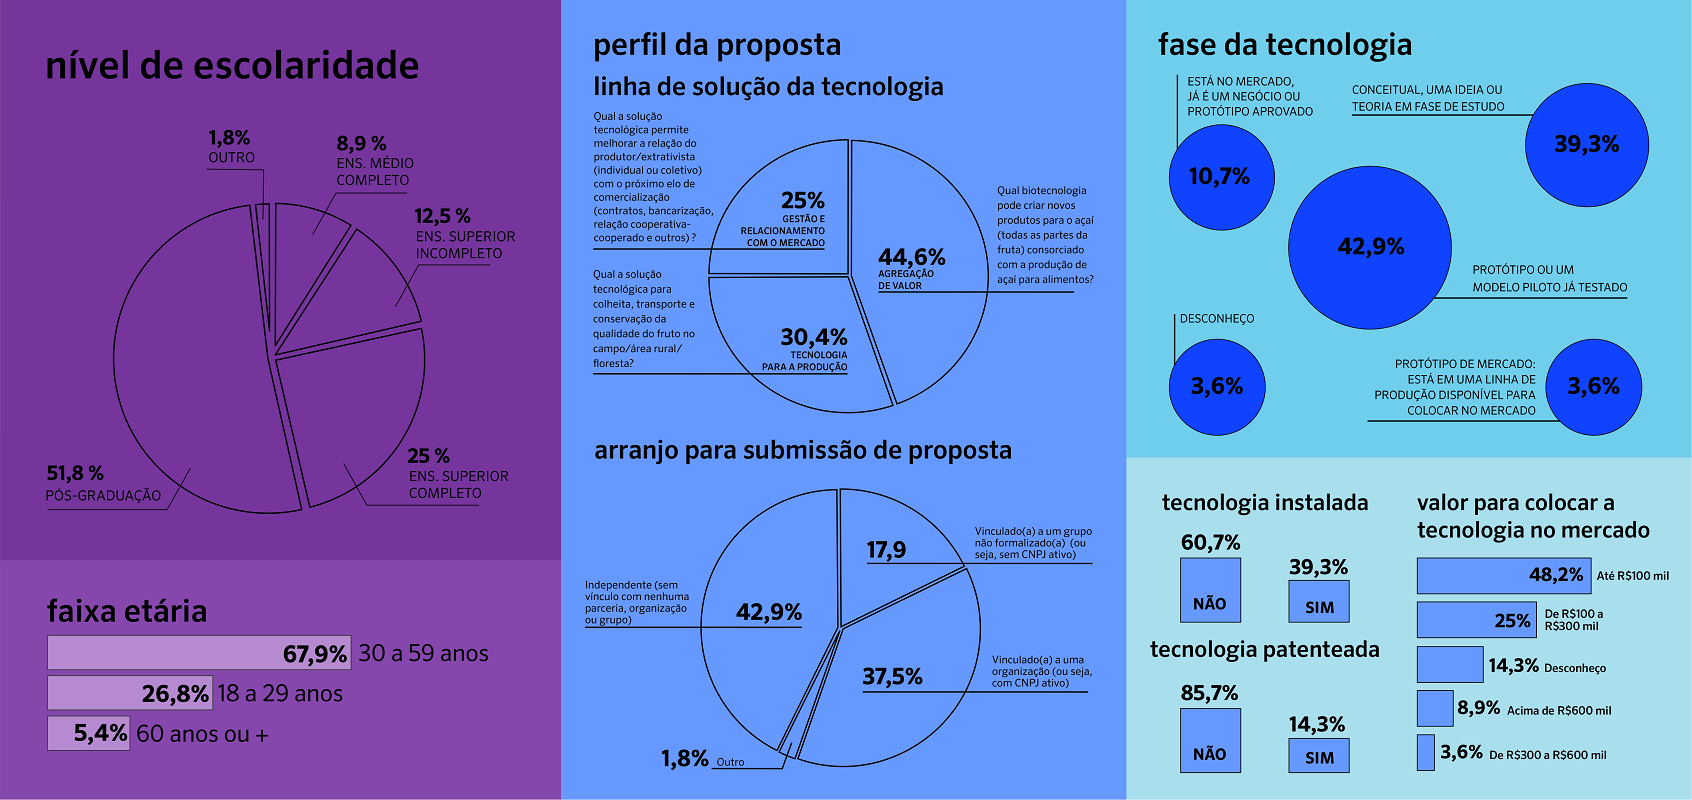 nível de escolaridade
1,8%
OUTRO
8,9 %
ENS. MÉDIO
COMPLETO
12,5 %
ENS. SUPERIOR
INCOMPLETO
51,8 %
PÓS-GRADUAÇÃO
25 %
ENS. SUPERIOR
COMPLETO
faixa etária
67,9% 30 a 59 anos
26,8% 18 a 29 anos
5,4% 60 anos ou +
perfil da proposta
linha de solução da tecnologia
Qual a solução
tecnológica permite
melhorar a relação do
produtor/extrativista
(individual ou coletivo)
com o próximo elo de
comercialização
(contratos, bancarização,
relação cooperativa-
cooperado e outros) ?
25%
GESTÃO E
RELACIONAMENTO
COM O MERCADO
44,6%
AGREGAÇÃO
DE VALOR
Qual biotecnologia
pode criar novos
produtos para o açaí
(todas as partes da
fruta) consorciado
com a produção de
açaí para alimentos?
Qual a solução
tecnológica para
colheita, transporte e
conservação da
qualidade do fruto no
campo/área rural/
floresta?
30,4%
TECNOLOGIA
PARA A PRODUÇÃO
arranjo para submissão de proposta
17,9
Vinculado(a) a um grupo
não formalizado(a) (ou
seja, sem CNPJ ativo)
Independente (sem
vínculo com nenhuma
parceria, organização
ou grupo)
42,9%
37,5%
Vinculado(a) a uma
organização (ou seja,
com CNPJ ativo)
1,8% Outro
fase da tecnologia
ESTÁ NO MERCADO,
JÁ É UM NEGÓCIO OU
PROTÓTIPO APROVADO
10,7%
CONCEITUAL, UMA IDEIA OU
TEORIA EM FASE DE ESTUDO
39,3%
42,9%
PROTÓTIPO OU UM
MODELO PILOTO JÁ TESTADO
DESCONHEÇO
3,6%
PROTÓTIPO DE MERCADO:
ESTÁ EM UMA LINHA DE
PRODUÇÃO DISPONÍVEL PARA
COLOCAR NO MERCADO
3,6%
tecnologia instalada
60,7%
NÃO
39,3%
SIM
tecnologia patenteada
85,7%
NÃO
14,3%
SIM
valor para colocar a
tecnologia no mercado
48,2% Até R$100 mil
25% De R$100 a
R$300 mil
14,3% Desconheço
8,9% Acima de R$600 mil
3,6% De R$300 a R$600 mil